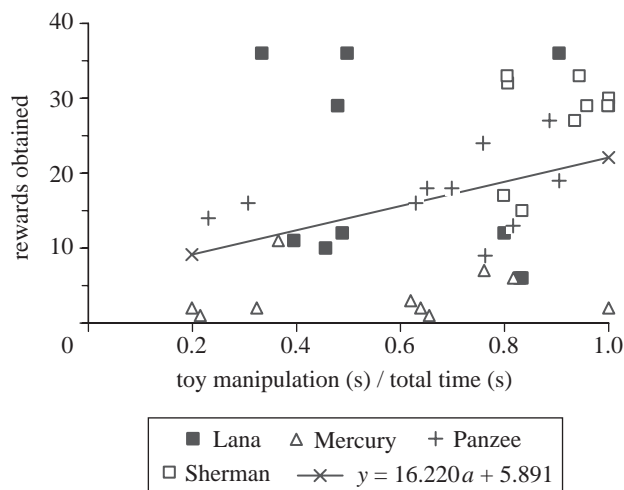 40
30
20
10
0
rewards obtained
0.2 0.4 0.6 0.8 1.0
toy manipulation (s) / total time (s)
Lana Mercury Panzee
Sherman y = 16.220a + 5.891